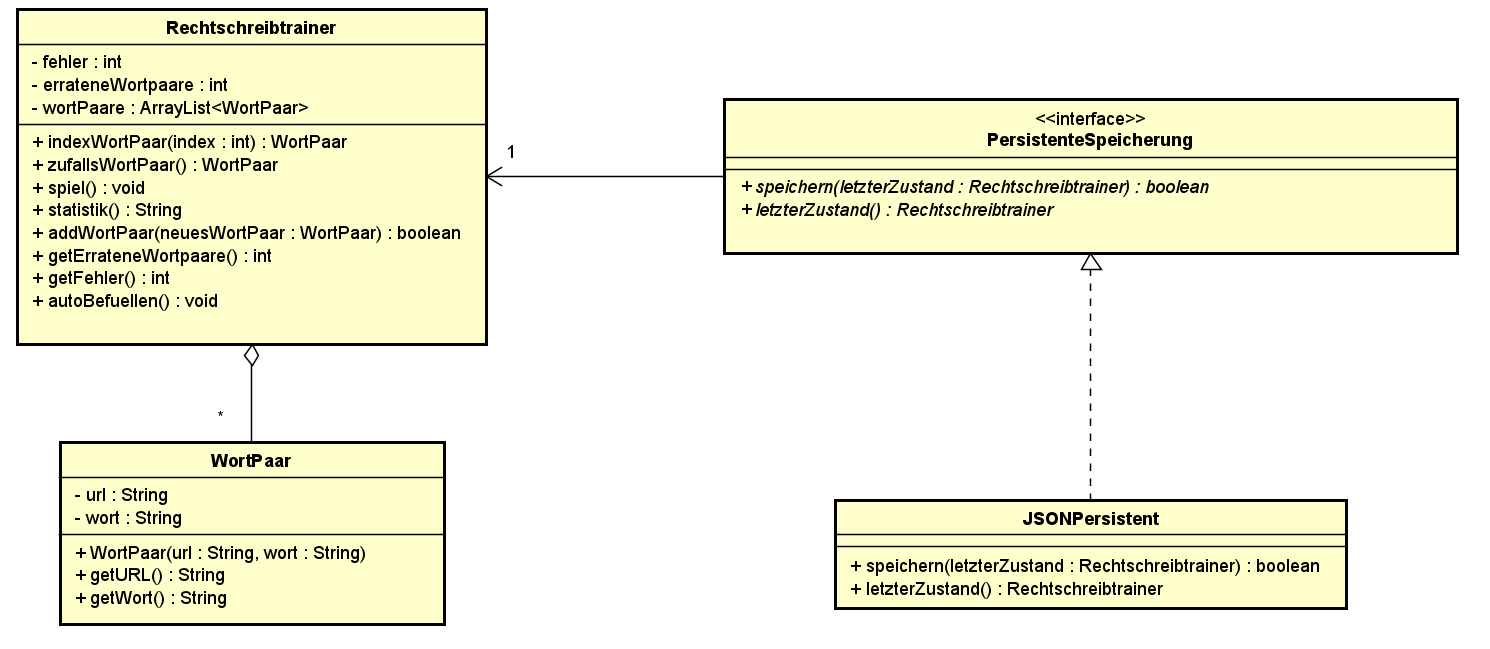 Rechtschreibtrainer
- fehler : int
- errateneWortpaare : int
- wortPaare : ArrayList<WortPaar>
+ indexWortPaar(index : int) : WortPaar
+ zufallsWortPaar() : WortPaar
+ spiel() : void
+ statistik() : String
+ addWortPaar(neuesWortPaar : WortPaar) : boolean
+ getErrateneWortpaare() : int
+ getFehler() : int
+ autoBefuellen() : void
1
<<interface>>
PersistenteSpeicherung
+ speichern(letzterZustand : Rechtschreibtrainer) : boolean
+ letzterZustand() : Rechtschreibtrainer
*
WortPaar
- url : String
- wort : String
+ WortPaar(url : String, wort : String)
+ getURL() : String
+ getWort() : String
JSONPersistent
+ speichern(letzterZustand : Rechtschreibtrainer) : boolean
+ letzterZustand() : Rechtschreibtrainer